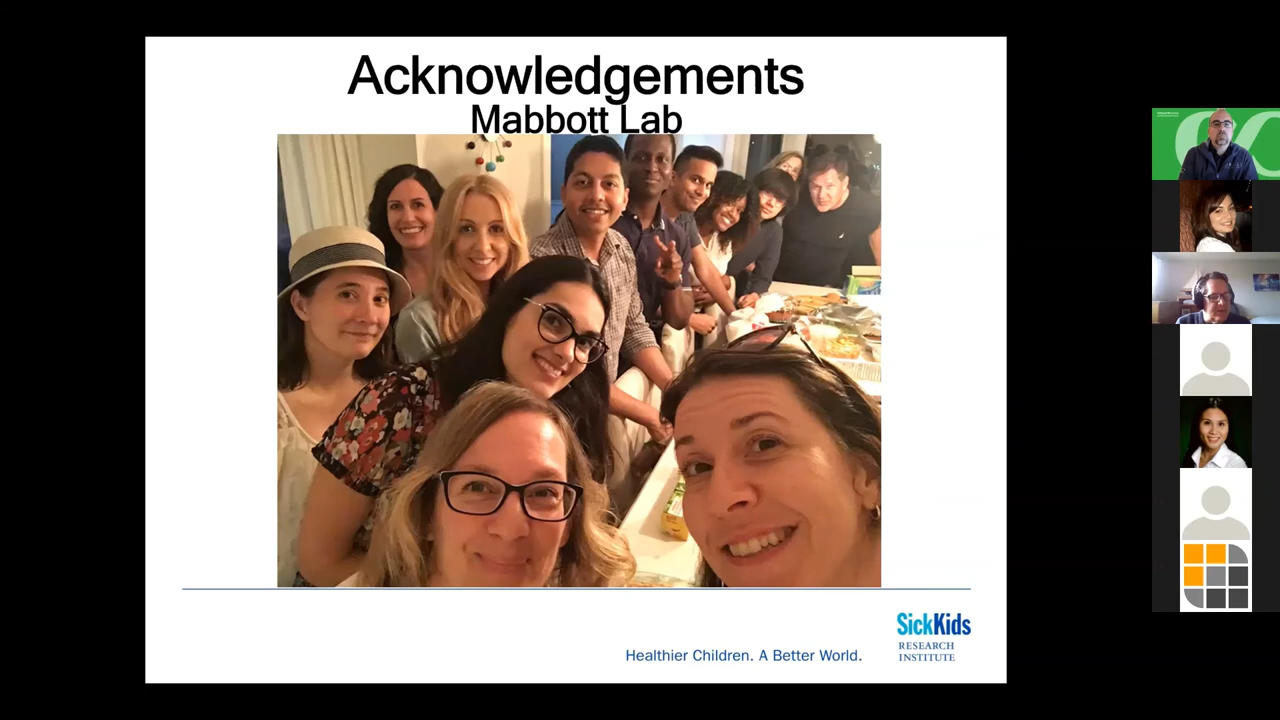 Acknowledgements
Mabbott Lab
SickKids
RESEARCH
INSTITUTE
Healthier Children. A Better World.